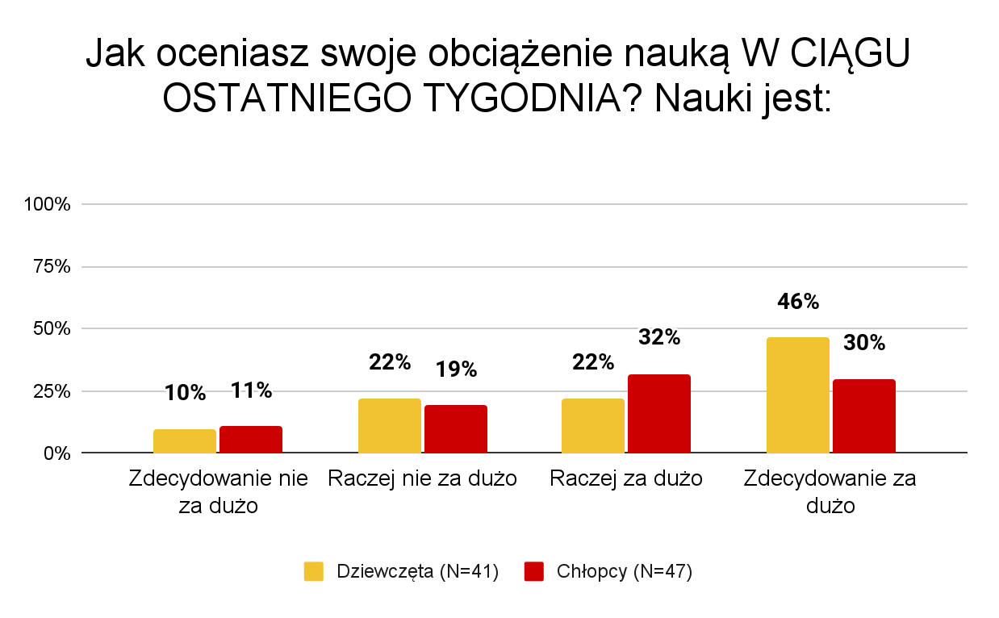 Jak oceniasz swoje obciążenie nauką W CIĄGU
OSTATNIEGO TYGODNIA? Nauki jest:
100%
75%
50%
25%
0%
10%
11%
22%
19%
22%
32%
46%
30%
Zdecydowanie nie
za dużo
Raczej nie za dużo
Raczej za dużo
Zdecydowanie za
dużo
Dziewczęta (N=41)
Chłopcy (N=47)